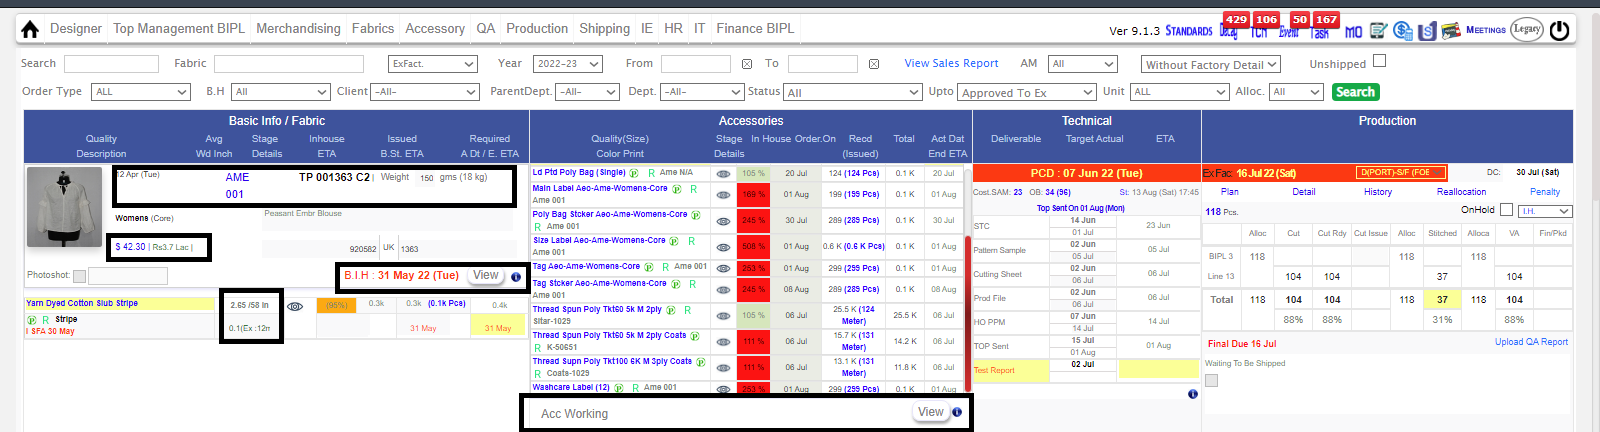 429 106 50 167
Designer Top Management BIPL Merchandising Fabrics Accessory QA Production Shipping IE HR IT Finance BIPL Ver 9.1.3 STANDARDS Delay TCN Event Task MO MEETINGS Legacy
Search Fabric ExFact. Year 2022-23 From To View Sales Report AM All Without Factory Detail Unshipped
Order Type ALL B.H All Client -All- ParentDept. -All- Dept. -All- Status All Upto Approved To Ex Unit ALL Alloc. All Search
Basic Info / Fabric
Quality Avg Stage Inhouse Issued Required
Description Wd Inch Details ETA B.St. ETA A Dt / E. ETA
12 Apr (Tue) AME TP 001363 C2 Weight 150 gms (18 kg)
001
Womens (Core) Peasant Embr Blouse
$ 42.30 | Rs3.7 Lac | 920582 UK 1363
Photoshot: B.I.H : 31 May 22 (Tue) View
Yarn Dyed Cotton Slub Stripe 2.65 /58 In (95%) 0.3k 0.3k (0.1k Pcs) 0.4k
P R Stripe 0.1(Ex :12m 31 May 31 May
I SFA 30 May
Accessories
Quality(Size) Stage In House Order.On Recd Total Act Dat
Color Print Details (Issued) End ETA
Ld Ptd Poly Bag (Single) P R Ame N/A 105 % 20 Jul 124 (124 Pcs) 0.1 K 20 Jul
Main Label Aeo-Ame-Womens-Core P R 169 % 01 Aug 199 (199 Pcs) 0.1 K 01 Aug
Ame 001
Poly Bag Stcker Aeo-Ame-Womens-Core P 245 % 30 Jul 289 (289 Pcs) 0.1 K 30 Jul
R Ame 001
Size Label Aeo-Ame-Womens-Core P R 508 % 01 Aug 0.6 K (0.6 K Pcs) 0.1 K 01 Aug
Ame 001
Tag Aeo-Ame-Womens-Core P R Ame 001 253 % 01 Aug 299 (299 Pcs) 0.1 K 01 Aug
Tag Stcker Aeo-Ame-Womens-Core P R 245 % 08 Aug 289 (289 Pcs) 0.1 K 08 Aug
Ame 001
Thread Spun Poly Tkt60 5k M 2ply P R 105 % 06 Jul 25.5 K (124 Meter) 25.5 K 06 Jul
Sitar-1029
Thread Spun Poly Tkt60 5k M 2ply Coats P 111 % 06 Jul 15.7 K (131 Meter) 14.2 K 06 Jul
R K-50651
Thread Supn Poly Tkt100 6K M 3ply Coats P 111 % 06 Jul 13.1 K (131 Meter) 11.8 K 06 Jul
R Coats-1029
Washcare Label (12) P R Ame 001 253 % 01 Aug 299 (299 Pcs) 0.1 K 01 Aug
Acc Working View
Technical
Deliverable Target Actual ETA
PCD : 07 Jun 22 (Tue)
Cost.SAM: 23 OB: 34 (96) St: 13 Aug (Sat) 17:45
Top Sent On 01 Aug (Mon)
STC 14 Jun 01 Jul 23 Jun
Pattern Sample 02 Jun 05 Jul 05 Jul
Cutting Sheet 02 Jun 06 Jul 06 Jul
Prod File 02 Jun 06 Jul 06 Jul
HO PPM 07 Jun 14 Jul 14 Jul
TOP Sent 15 Jul 01 Aug 01 Aug
Test Report 02 Jul
Production
Ex Fac: 16 Jul 22 (Sat) D(PORT)-S/F (FOE DC: 30 Jul (Sat)
Plan Detail History Reallocation Penalty
118 Pcs. OnHold I.H.
Alloc Cut Cut Rdy Cut Issue Alloc Stitched Alloca VA Fin/Pkd
BIPL 3 118 118 118
Line 13 104 104 37 104
Total 118 104 104 118 37 118 104
88% 88% 31% 88%
Final Due 16 Jul Upload QA Report
Waiting To Be Shipped